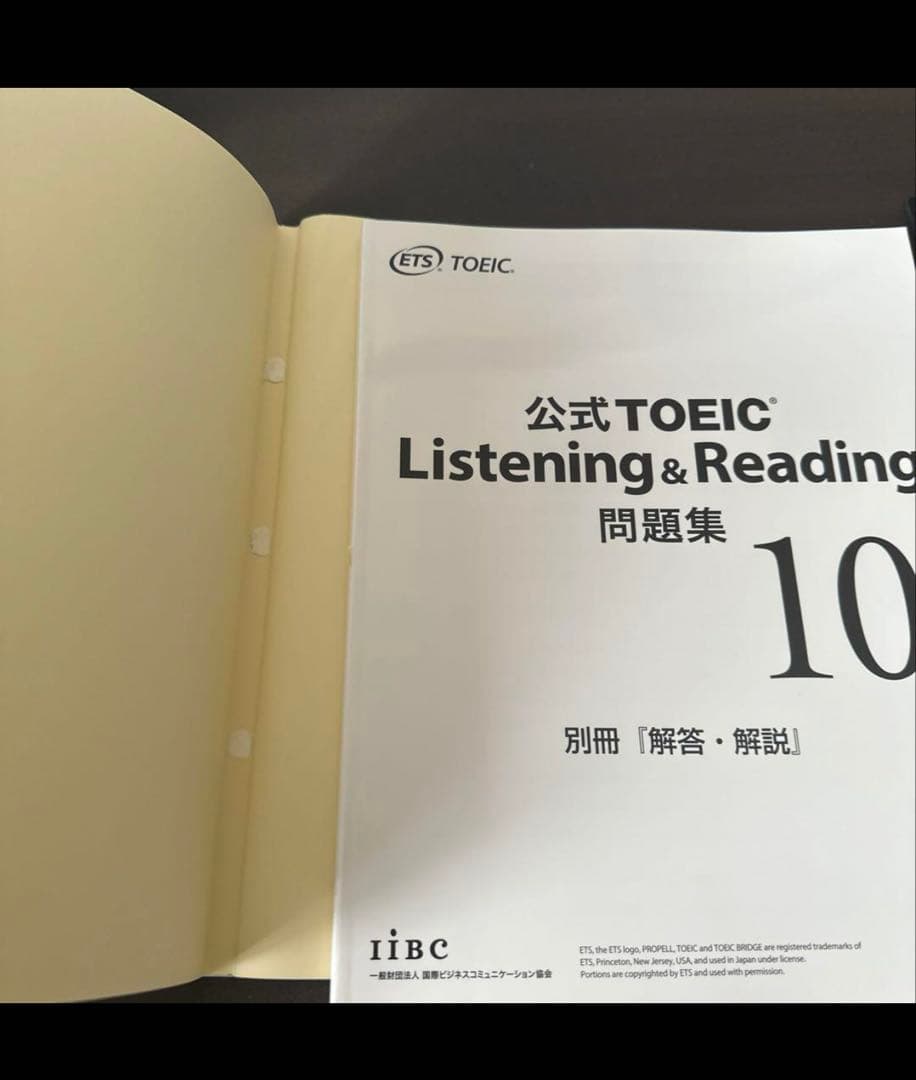 ETS® TOEIC®
公式TOEIC®
Listening & Reading
問題集
10
別冊『解答・解説』
IIBC
一般財団法人 国際ビジネスコミュニケーション協会
ETS, the ETS logo, PROPELL, TOEIC and TOEIC BRIDGE are registered trademarks of
ETS, Princeton, New Jersey, USA, and used in Japan under license.
Portions are copyrighted by ETS and used with permission.